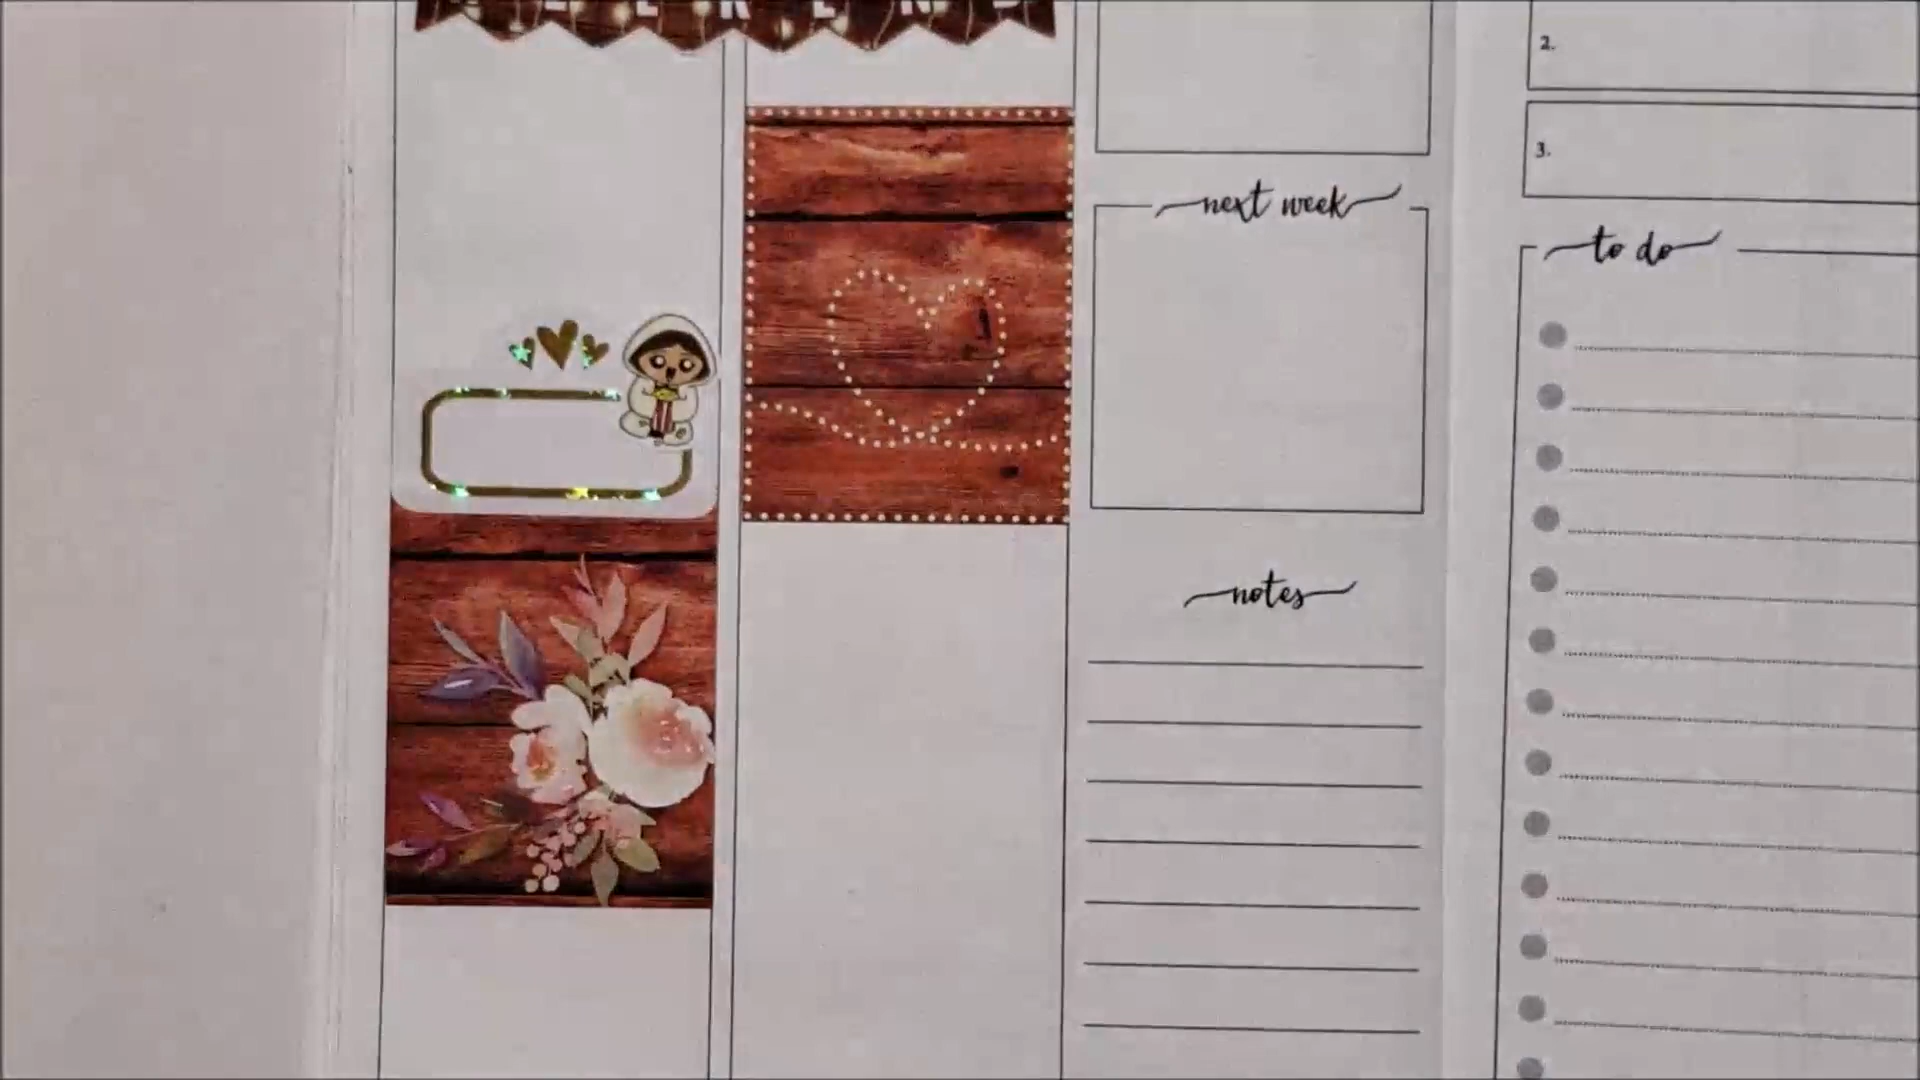 2.
3.
next week
to do
notes